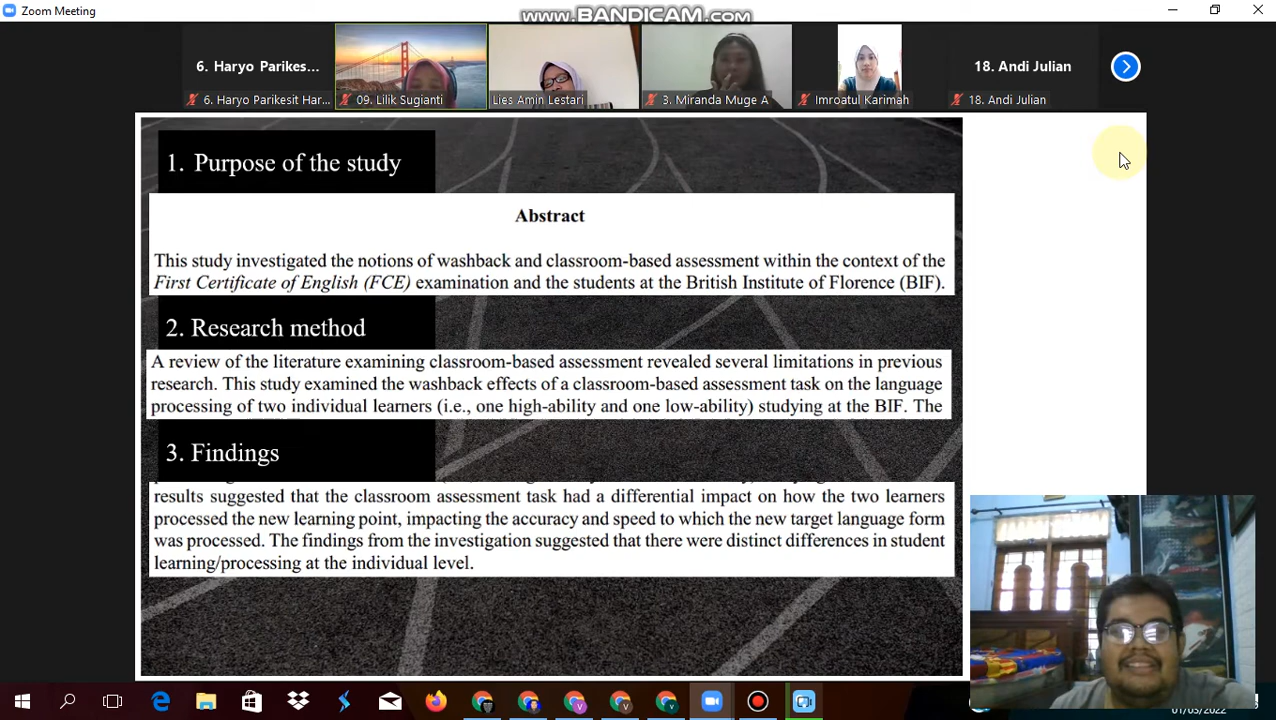 Zoom Meeting
www.BANDICAM.com
6. Haryo Parikes...
18. Andi Julian
6. Haryo Parikesit Har...
09. Lilik Sugianti
Lies Amin Lestari
3. Miranda Muge A
Imroatul Karimah
18. Andi Julian
1. Purpose of the study
Abstract
This study investigated the notions of washback and classroom-based assessment within the context of the
First Certificate of English (FCE) examination and the students at the British Institute of Florence (BIF).
2. Research method
A review of the literature examining classroom-based assessment revealed several limitations in previous
research. This study examined the washback effects of a classroom-based assessment task on the language
processing of two individual learners (i.e., one high-ability and one low-ability) studying at the BIF. The
3. Findings
results suggested that the classroom assessment task had a differential impact on how the two learners
processed the new learning point, impacting the accuracy and speed to which the new target language form
was processed. The findings from the investigation suggested that there were distinct differences in student
learning/processing at the individual level.